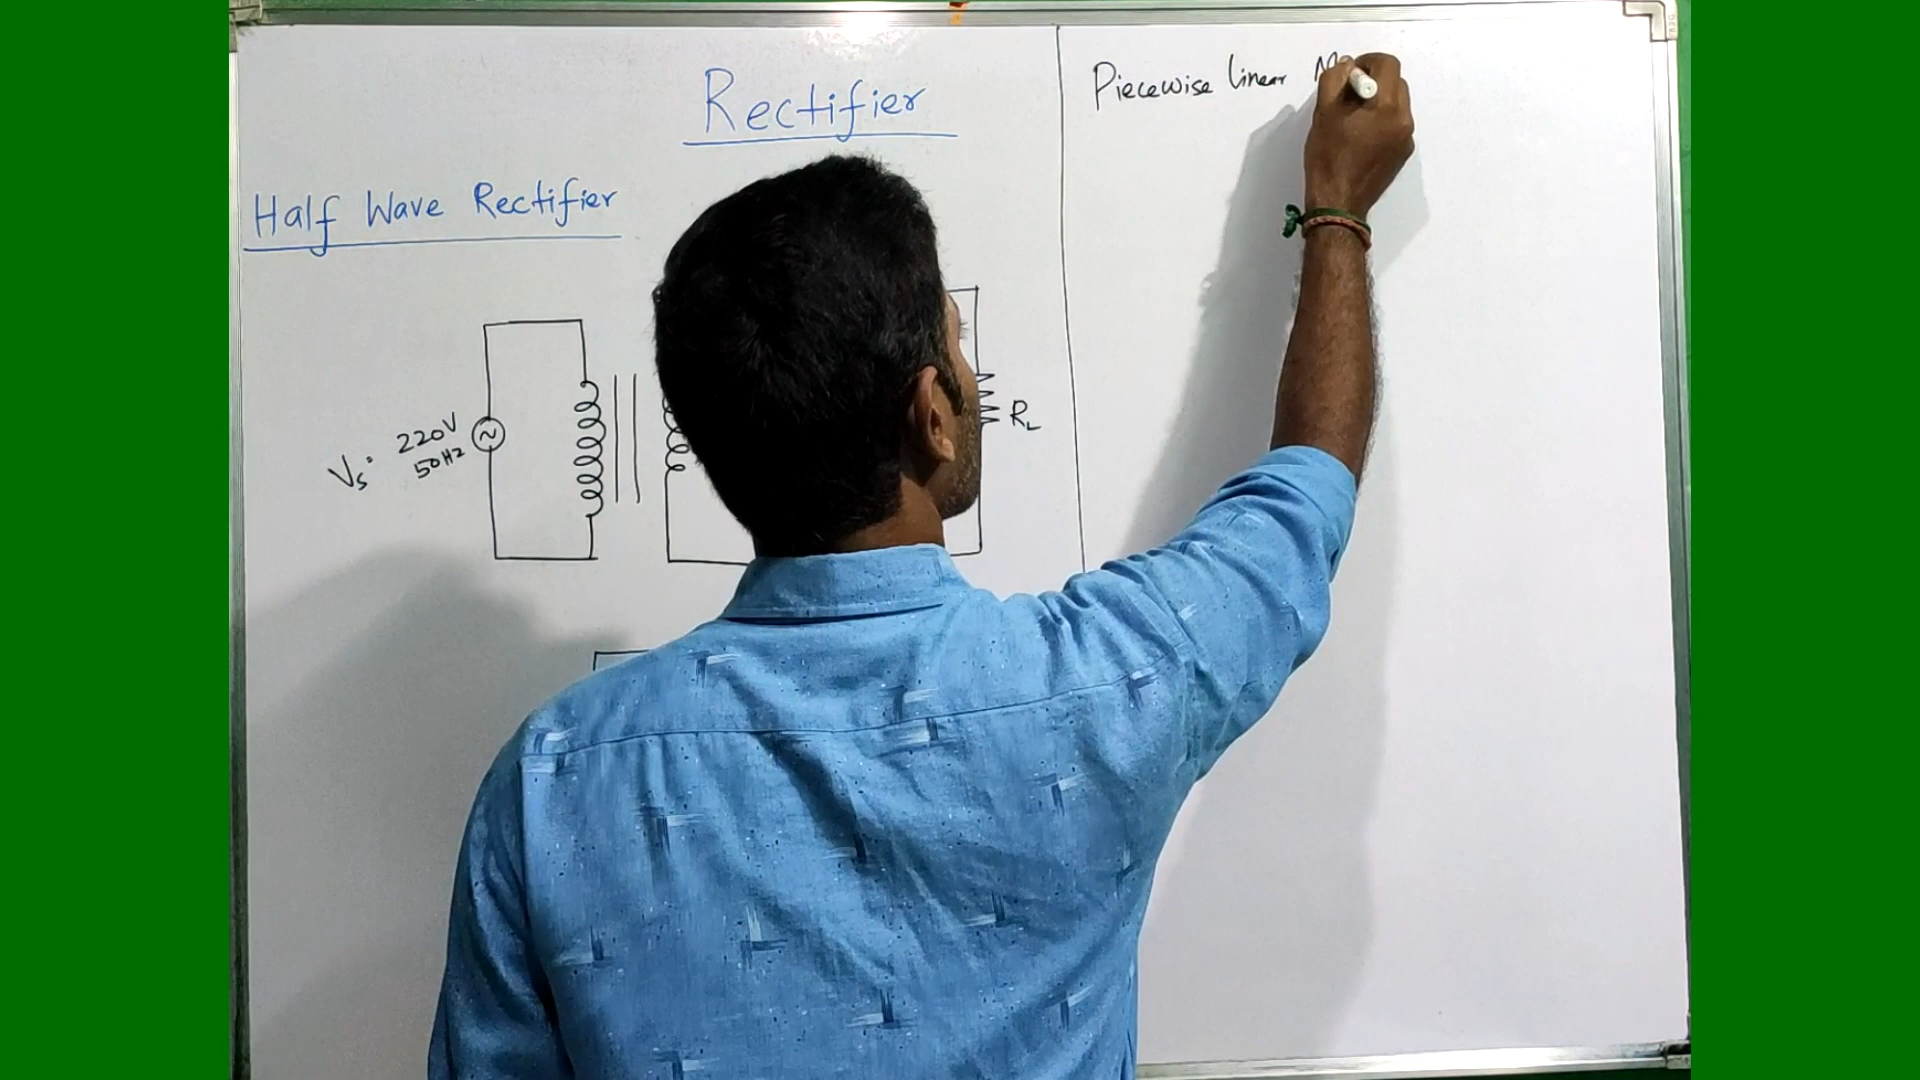 Rectifier
Half Wave Rectifier
Vs = 220V
50Hz
RL
Piecewise linear